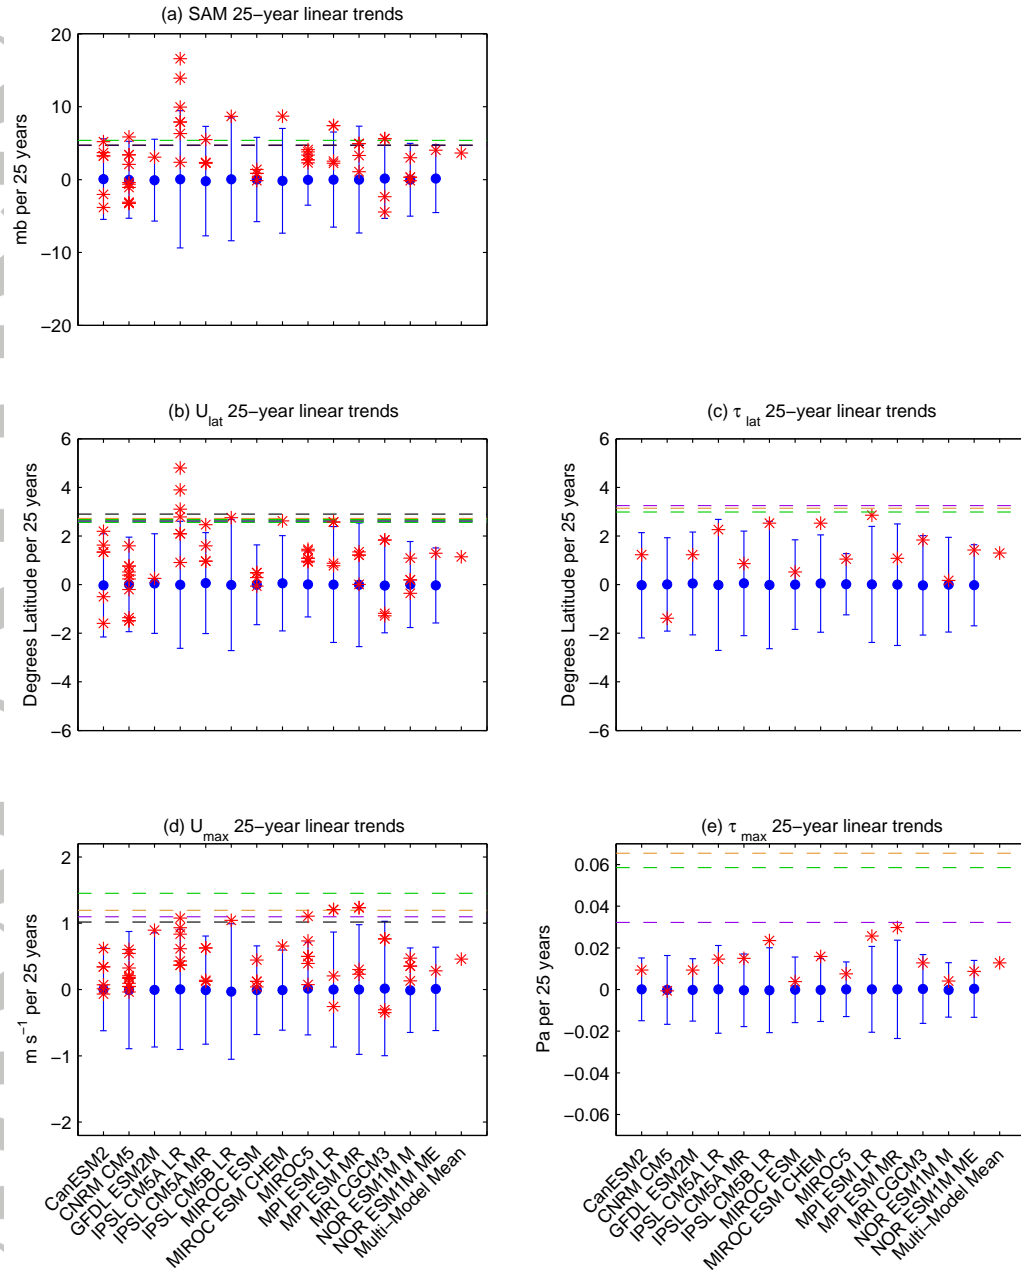 (a) SAM 25−year linear trends
mb per 25 years
20
10
0
−10
−20
(b) U_lat 25−year linear trends
Degrees Latitude per 25 years
6
4
2
0
−2
−4
−6
(c) τ_lat 25−year linear trends
Degrees Latitude per 25 years
6
4
2
0
−2
−4
−6
(d) U_max 25−year linear trends
m s⁻¹ per 25 years
2
1
0
−1
−2
CanESM2
CNRM CM5
GFDL ESM2M
IPSL CM5A LR
IPSL CM5A MR
IPSL CM5B LR
MIROC ESM
MIROC ESM CHEM
MIROC5
MPI ESM LR
MPI ESM MR
MRI CGCM3
NOR ESM1M M
NOR ESM1M ME
Multi−Model Mean
(e) τ_max 25−year linear trends
Pa per 25 years
0.06
0.04
0.02
0
−0.02
−0.04
−0.06
CanESM2
CNRM CM5
GFDL ESM2M
IPSL CM5A LR
IPSL CM5A MR
IPSL CM5B LR
MIROC ESM
MIROC ESM CHEM
MIROC5
MPI ESM LR
MPI ESM MR
MRI CGCM3
NOR ESM1M M
NOR ESM1M ME
Multi−Model Mean